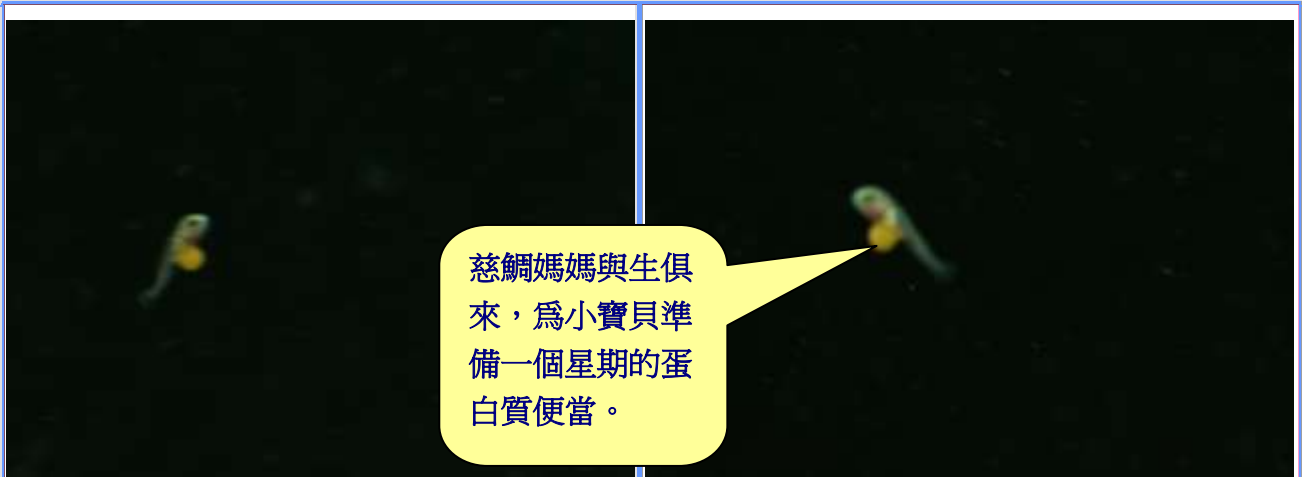 慈鯛媽媽與生俱
來，爲小寶貝準
備一個星期的蛋
白質便當。